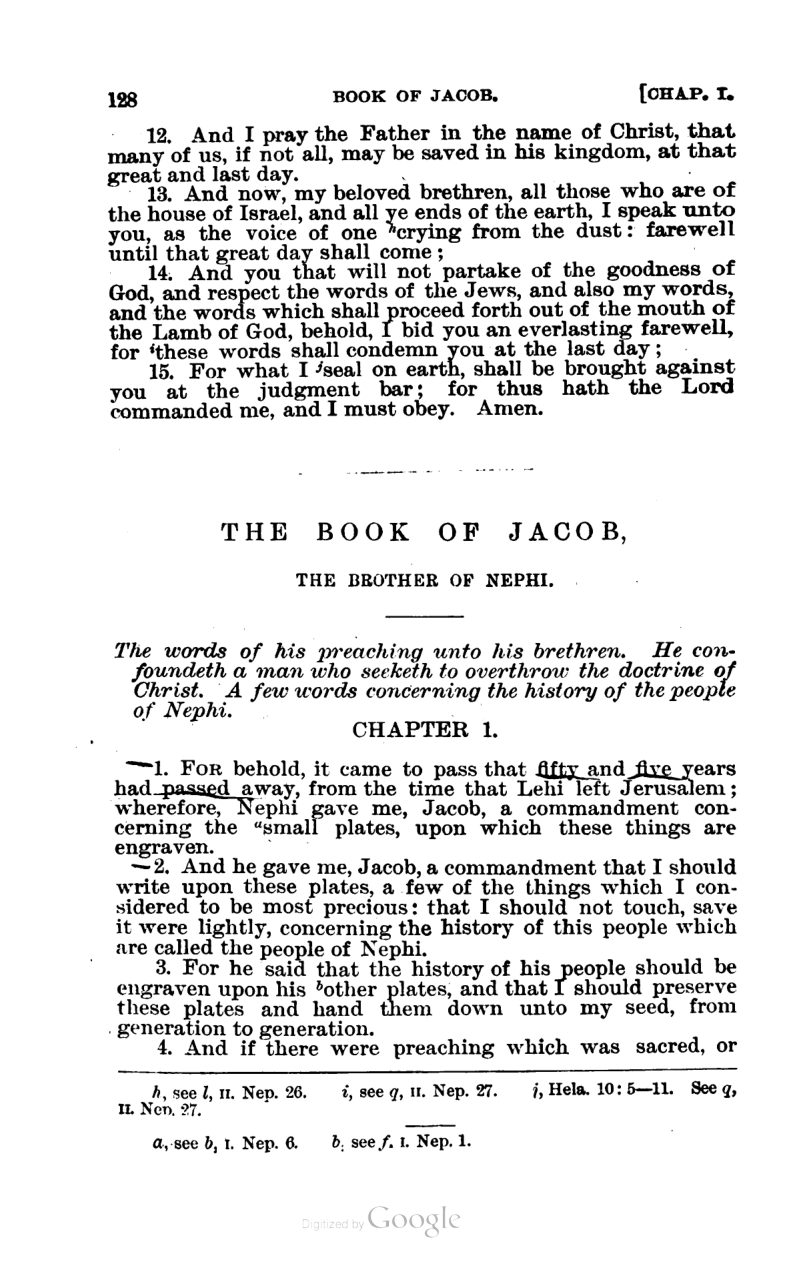 128 BOOK OF JACOB. [CHAP. I.
12. And I pray the Father in the name of Christ, that
many of us, if not all, may be saved in his kingdom, at that
great and last day.
13. And now, my beloved brethren, all those who are of
the house of Israel, and all ye ends of the earth, I speak unto
you, as the voice of one ʰcrying from the dust: farewell
until that great day shall come;
14. And you that will not partake of the goodness of
God, and respect the words of the Jews, and also my words,
and the words which shall proceed forth out of the mouth of
the Lamb of God, behold, I bid you an everlasting farewell,
for ⁱthese words shall condemn you at the last day;
15. For what I ʲseal on earth, shall be brought against
you at the judgment bar; for thus hath the Lord
commanded me, and I must obey. Amen.
THE BOOK OF JACOB,
THE BROTHER OF NEPHI.
The words of his preaching unto his brethren. He con-
foundeth a man who seeketh to overthrow the doctrine of
Christ. A few words concerning the history of the people
of Nephi.
CHAPTER 1.
1. FOR behold, it came to pass that fifty and five years
had passed away, from the time that Lehi left Jerusalem;
wherefore, Nephi gave me, Jacob, a commandment con-
cerning the ᵃsmall plates, upon which these things are
engraven.
2. And he gave me, Jacob, a commandment that I should
write upon these plates, a few of the things which I con-
sidered to be most precious: that I should not touch, save
it were lightly, concerning the history of this people which
are called the people of Nephi.
3. For he said that the history of his people should be
engraven upon his ᵇother plates, and that I should preserve
these plates and hand them down unto my seed, from
generation to generation.
4. And if there were preaching which was sacred, or
h, see l, II. Nep. 26. i, see q, II. Nep. 27. j, Hela. 10: 5—11. See q,
II. Nep. 27.
a, see b, I. Nep. 6. b, see f. I. Nep. 1.
Digitized by Google